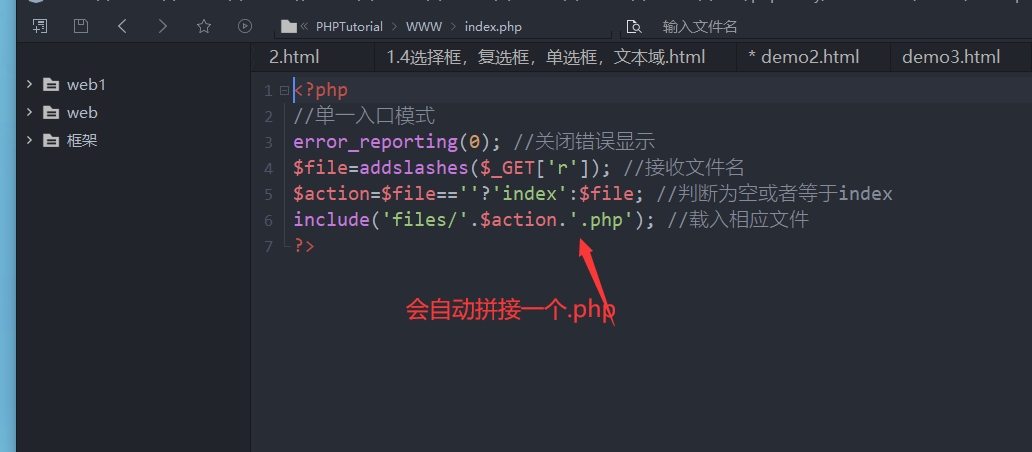 PHPTutorial > WWW > index.php 输入文件名
2.html 1.4选择框，复选框，单选框，文本域.html * demo2.html demo3.html
web1
web
框架
1 <?php
2 //单一入口模式
3 error_reporting(0); //关闭错误显示
4 $file=addslashes($_GET['r']); //接收文件名
5 $action=$file==''?'index':$file; //判断为空或者等于index
6 include('files/'.$action.'.php'); //载入相应文件
7 ?>
会自动拼接一个.php